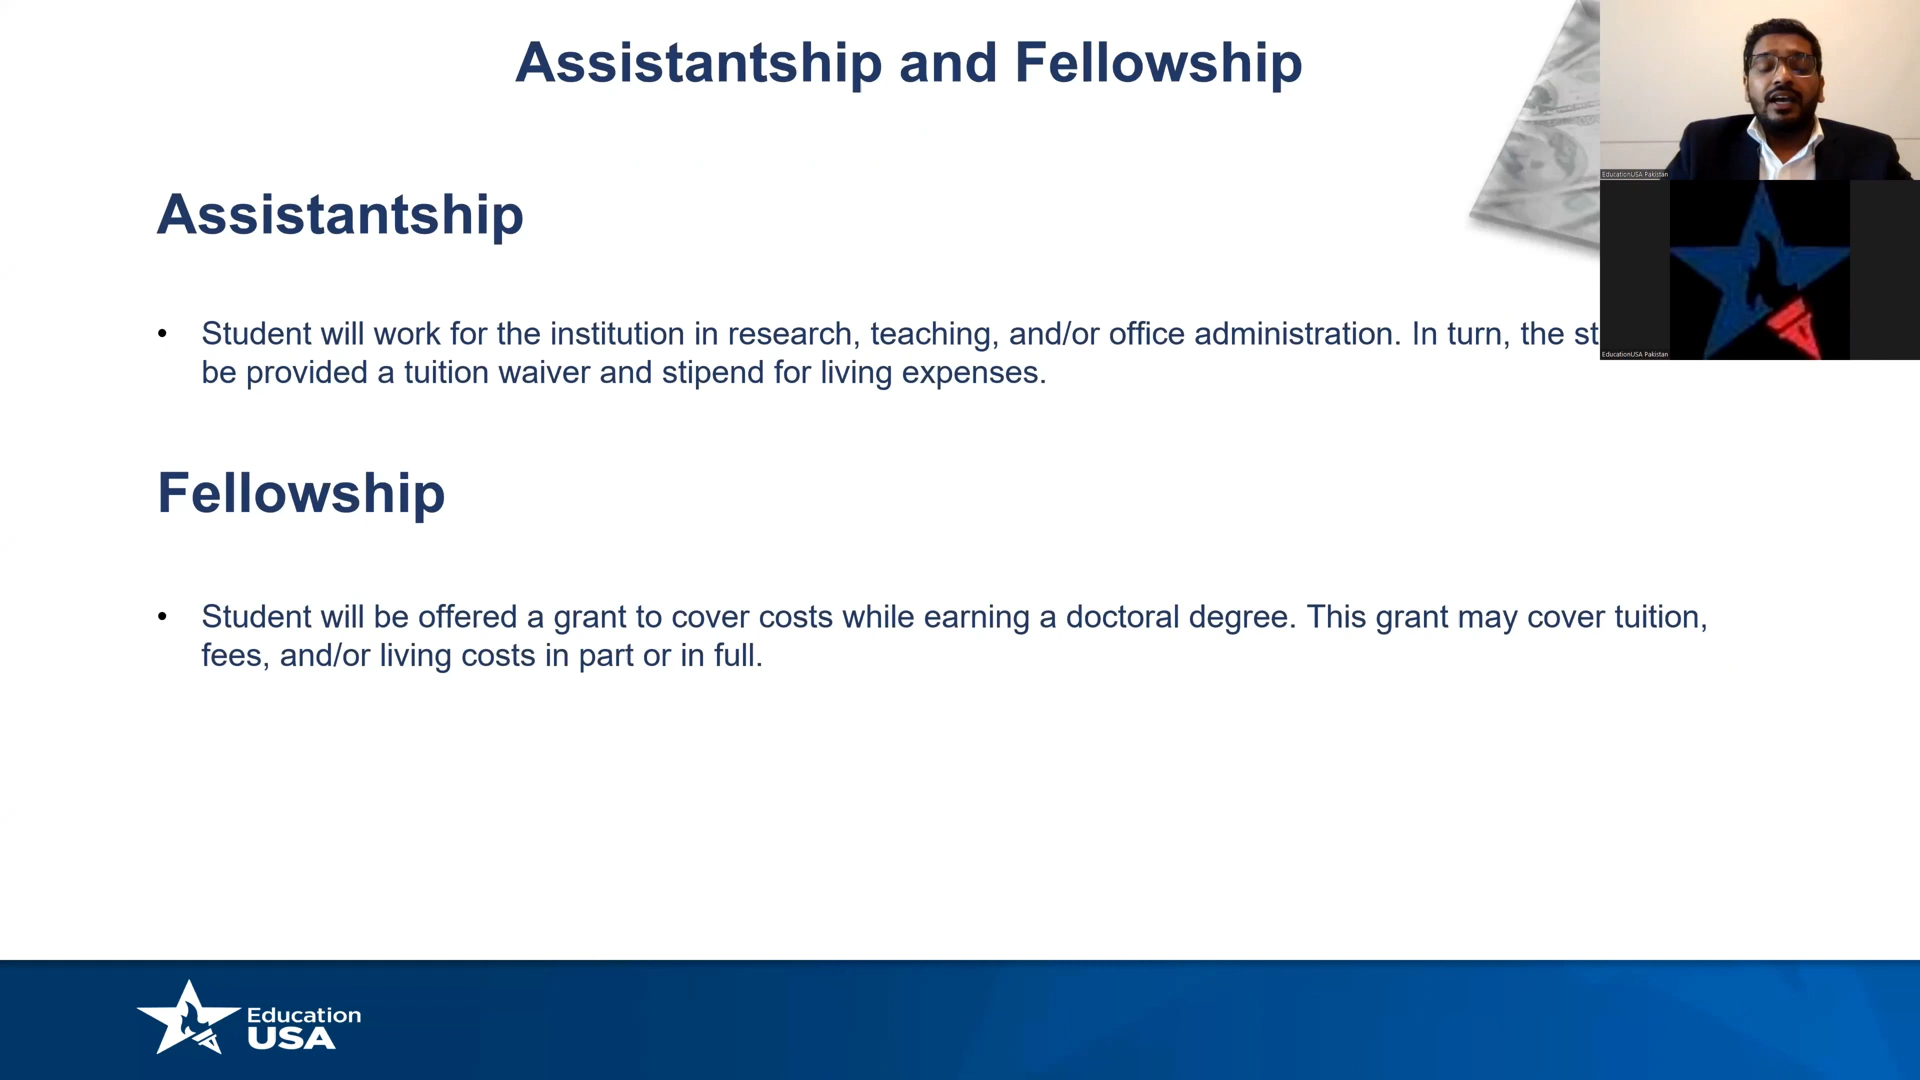 Assistantship and Fellowship
EducationUSA Pakistan
Assistantship
• Student will work for the institution in research, teaching, and/or office administration. In turn, the st
EducationUSA Pakistan
be provided a tuition waiver and stipend for living expenses.
Fellowship
• Student will be offered a grant to cover costs while earning a doctoral degree. This grant may cover tuition,
fees, and/or living costs in part or in full.
Education
USA